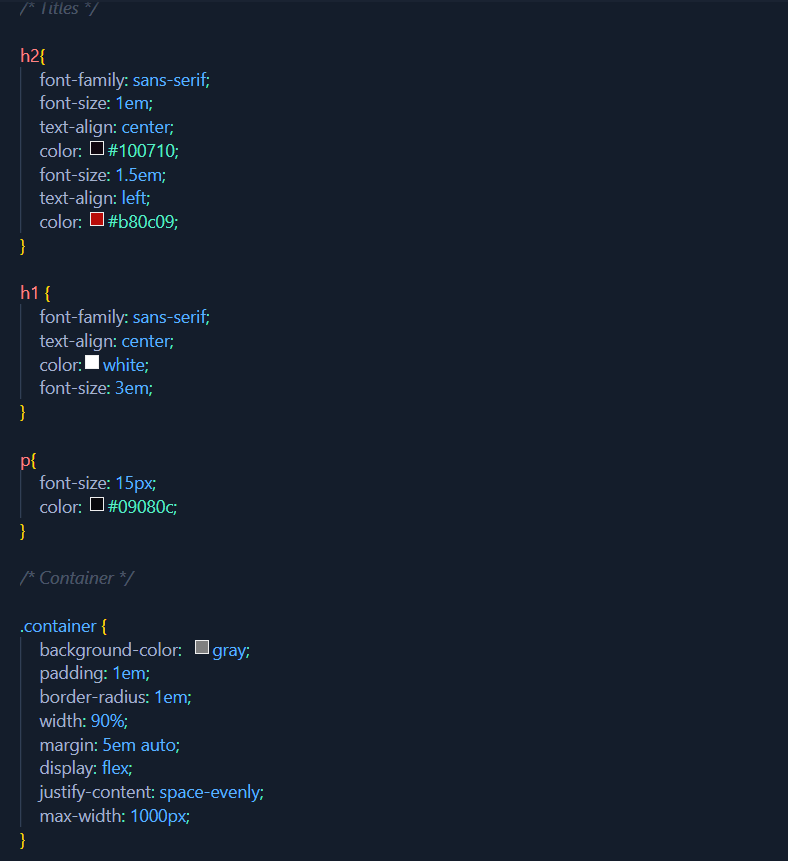 /* Titles */
h2{
font-family: sans-serif;
font-size: 1em;
text-align: center;
color: #100710;
font-size: 1.5em;
text-align: left;
color: #b80c09;
}
h1 {
font-family: sans-serif;
text-align: center;
color: white;
font-size: 3em;
}
p{
font-size: 15px;
color: #09080c;
}
/* Container */
.container {
background-color: gray;
padding: 1em;
border-radius: 1em;
width: 90%;
margin: 5em auto;
display: flex;
justify-content: space-evenly;
max-width: 1000px;
}